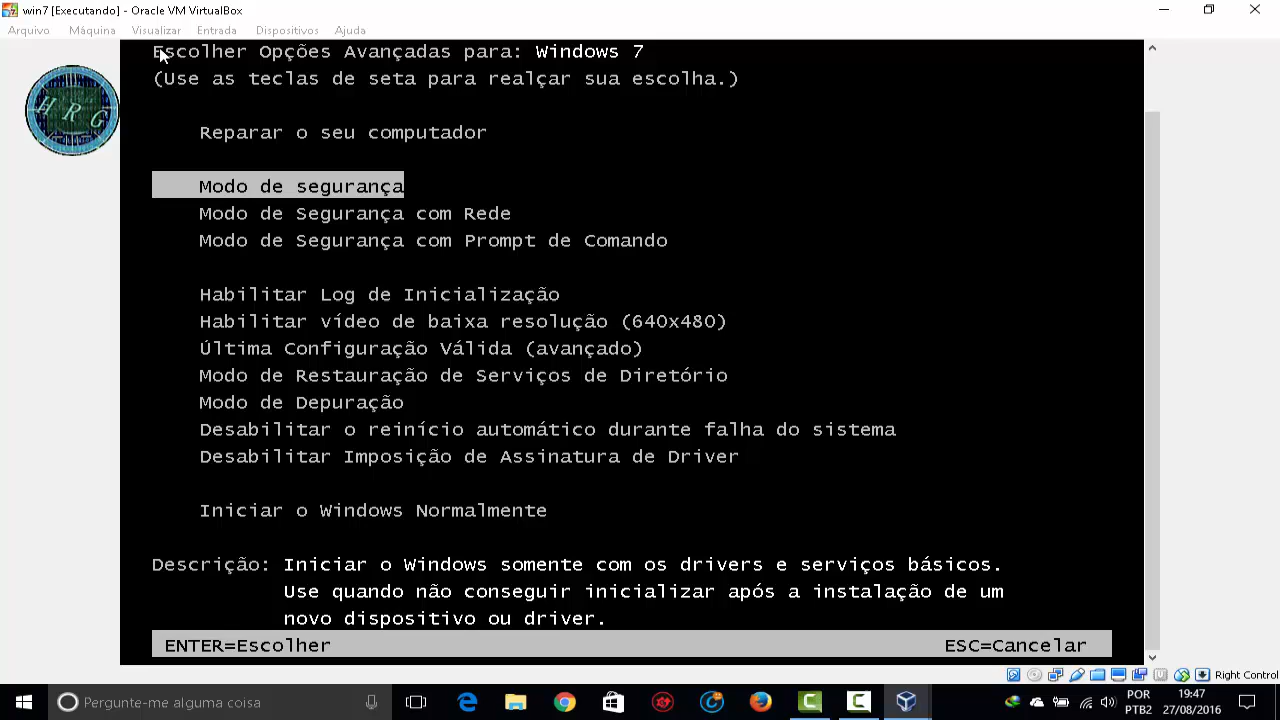 win7 [Executando] - Oracle VM VirtualBox
Arquivo Máquina Visualizar Entrada Dispositivos Ajuda
Escolher Opções Avançadas para: Windows 7
(Use as teclas de seta para realçar sua escolha.)
HRG
Reparar o seu computador
Modo de segurança
Modo de Segurança com Rede
Modo de Segurança com Prompt de Comando
Habilitar Log de Inicialização
Habilitar vídeo de baixa resolução (640x480)
Última Configuração Válida (avançado)
Modo de Restauração de Serviços de Diretório
Modo de Depuração
Desabilitar o reinício automático durante falha do sistema
Desabilitar Imposição de Assinatura de Driver
Iniciar o Windows Normalmente
Descrição: Iniciar o Windows somente com os drivers e serviços básicos.
Use quando não conseguir inicializar após a instalação de um
novo dispositivo ou driver.
ENTER=Escolher ESC=Cancelar
Right Control
Pergunte-me alguma coisa
POR 19:47
PTB2 27/08/2016